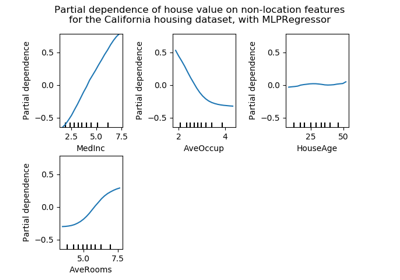 Partial dependence of house value on non-location features
for the California housing dataset, with MLPRegressor
Partial dependence
0.5
0.0
−0.5
2.5 5.0 7.5
MedInc
Partial dependence
0.5
0.0
−0.5
2 4
AveOccup
Partial dependence
0.5
0.0
−0.5
25 50
HouseAge
Partial dependence
0.5
0.0
−0.5
5.0 7.5
AveRooms